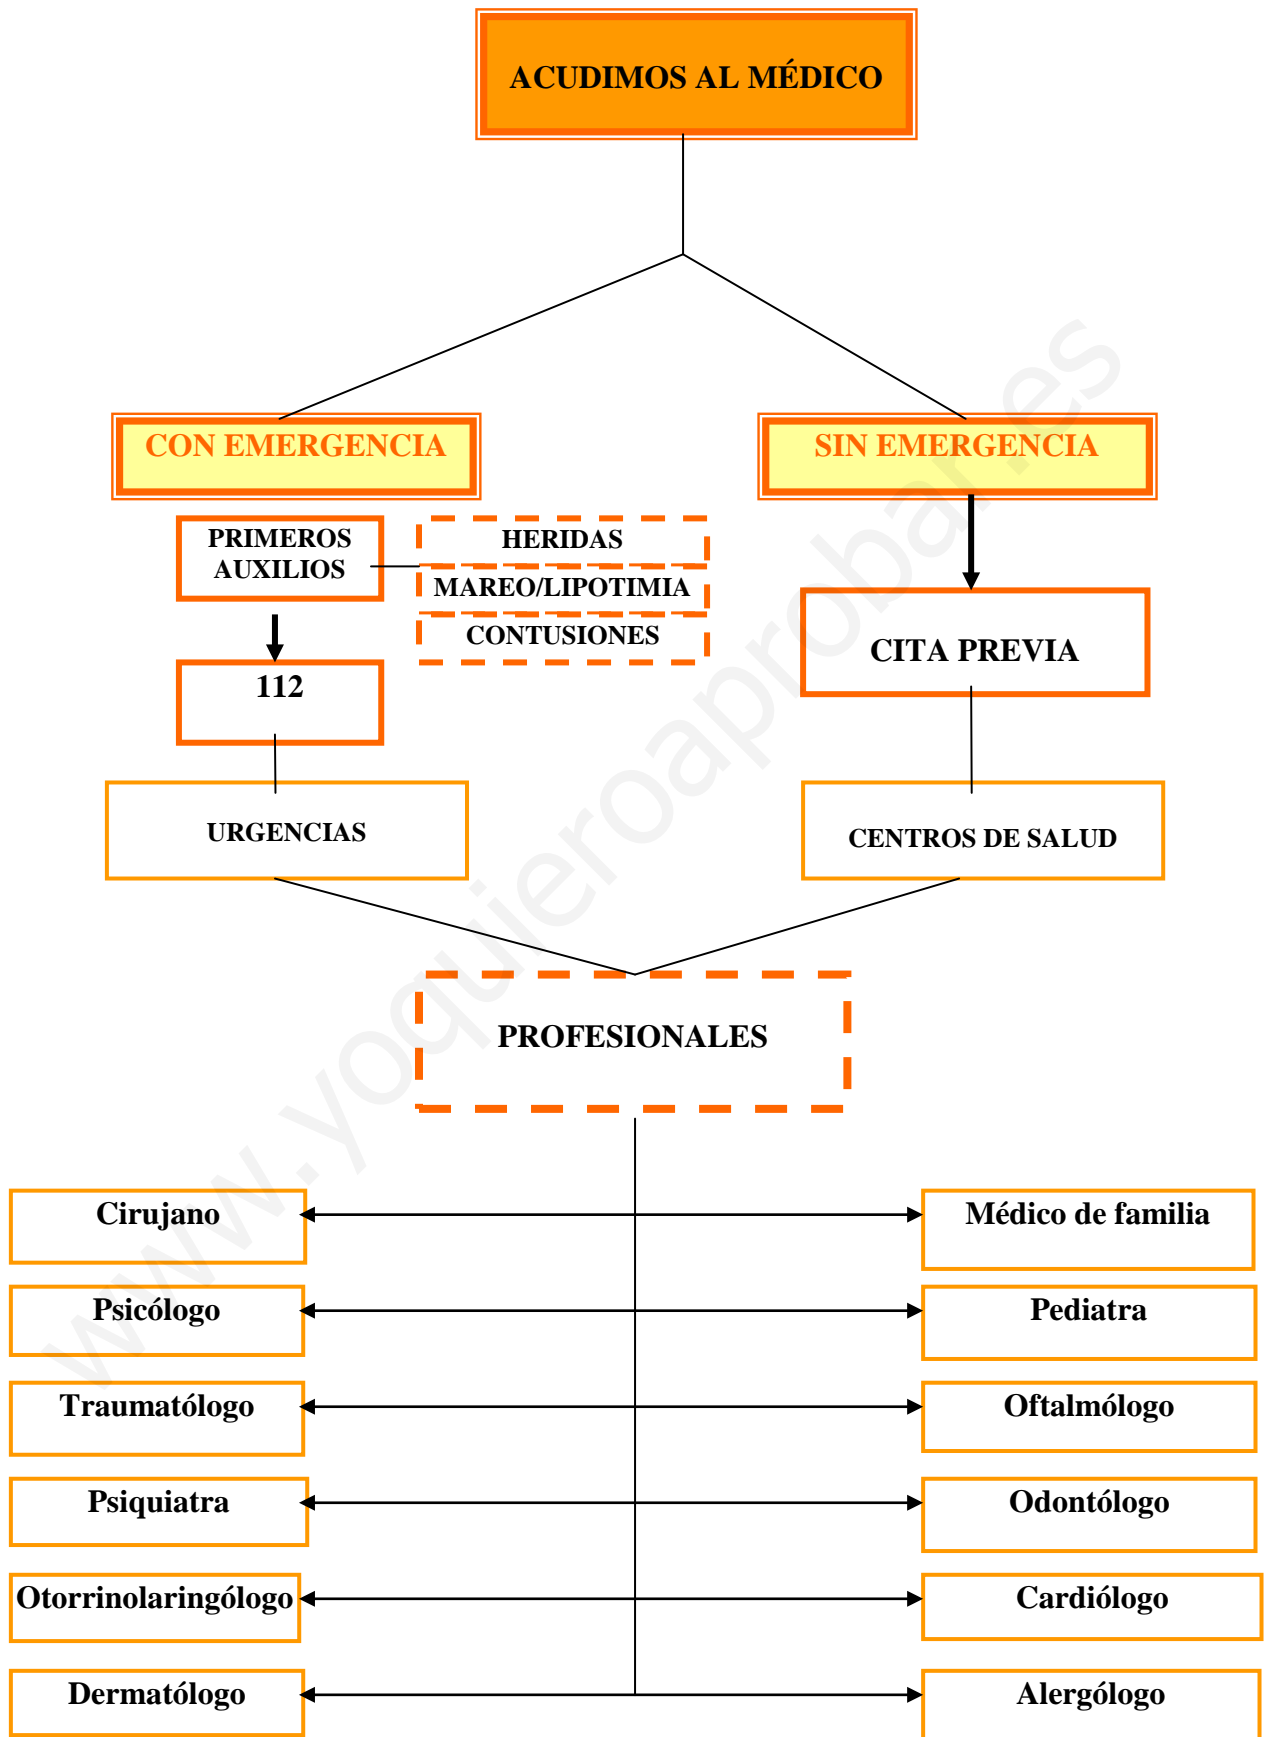 ACUDIMOS AL MÉDICO
CON EMERGENCIA
SIN EMERGENCIA
PRIMEROS
AUXILIOS
HERIDAS
MAREO/LIPOTIMIA
CONTUSIONES
112
CITA PREVIA
URGENCIAS
CENTROS DE SALUD
PROFESIONALES
Cirujano
Médico de familia
Psicólogo
Pediatra
Traumatólogo
Oftalmólogo
Psiquiatra
Odontólogo
Otorrinolaringólogo
Cardiólogo
Dermatólogo
Alergólogo
www.yoquieroaprobar.es